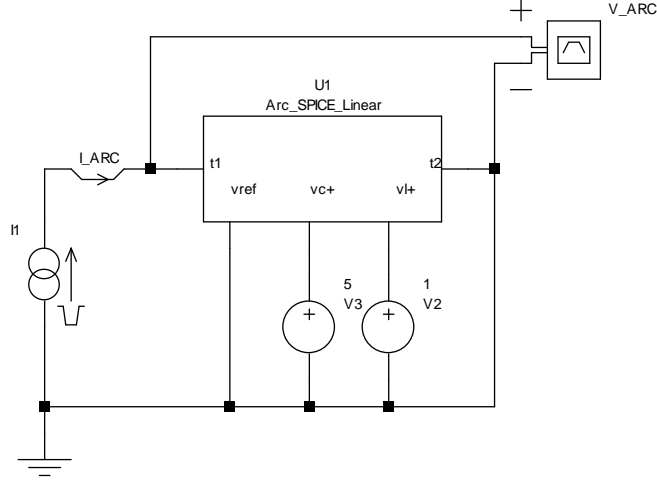 V_ARC
U1
Arc_SPICE_Linear
I_ARC
t1
t2
vref
vc+
vl+
I1
5
V3
1
V2